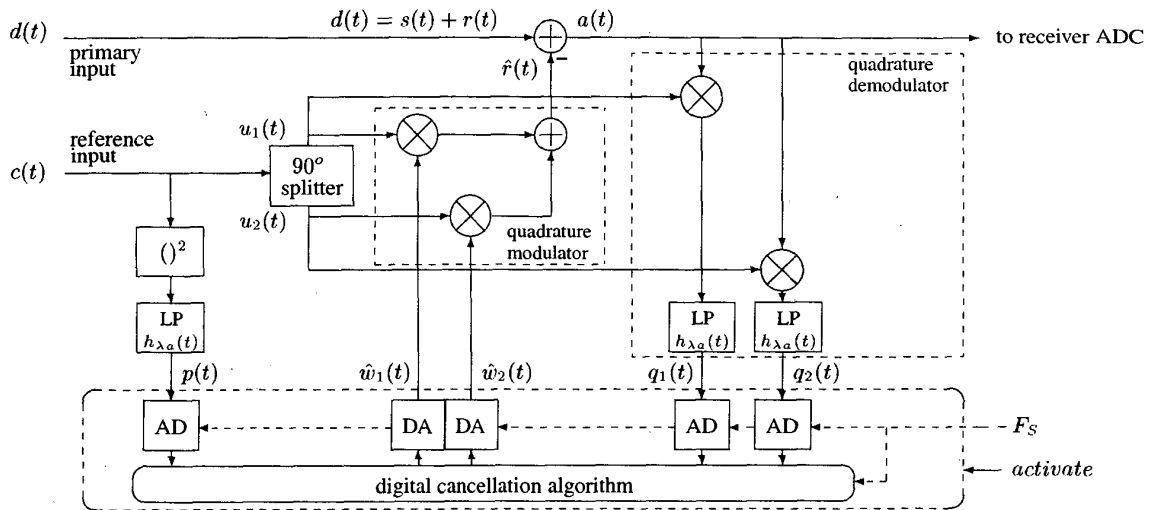 d(t)
d(t) = s(t) + r(t)
a(t)
to receiver ADC
primary
input
r̂(t)
−
quadrature
demodulator
reference
input
u₁(t)
c(t)
90°
splitter
u₂(t)
quadrature
modulator
()²
LP
h_λa(t)
LP
h_λa(t)
LP
h_λa(t)
p(t)
ŵ₁(t)
ŵ₂(t)
q₁(t)
q₂(t)
AD
DA
DA
AD
AD
F_S
activate
digital cancellation algorithm